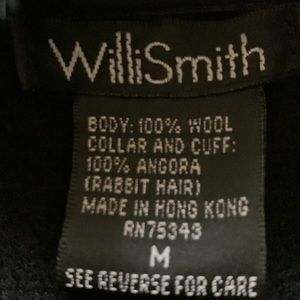 WilliSmith
BODY: 100% WOOL
COLLAR AND CUFF:
100% ANGORA
(RABBIT HAIR)
MADE IN HONG KONG
RN75343
M
SEE REVERSE FOR CARE